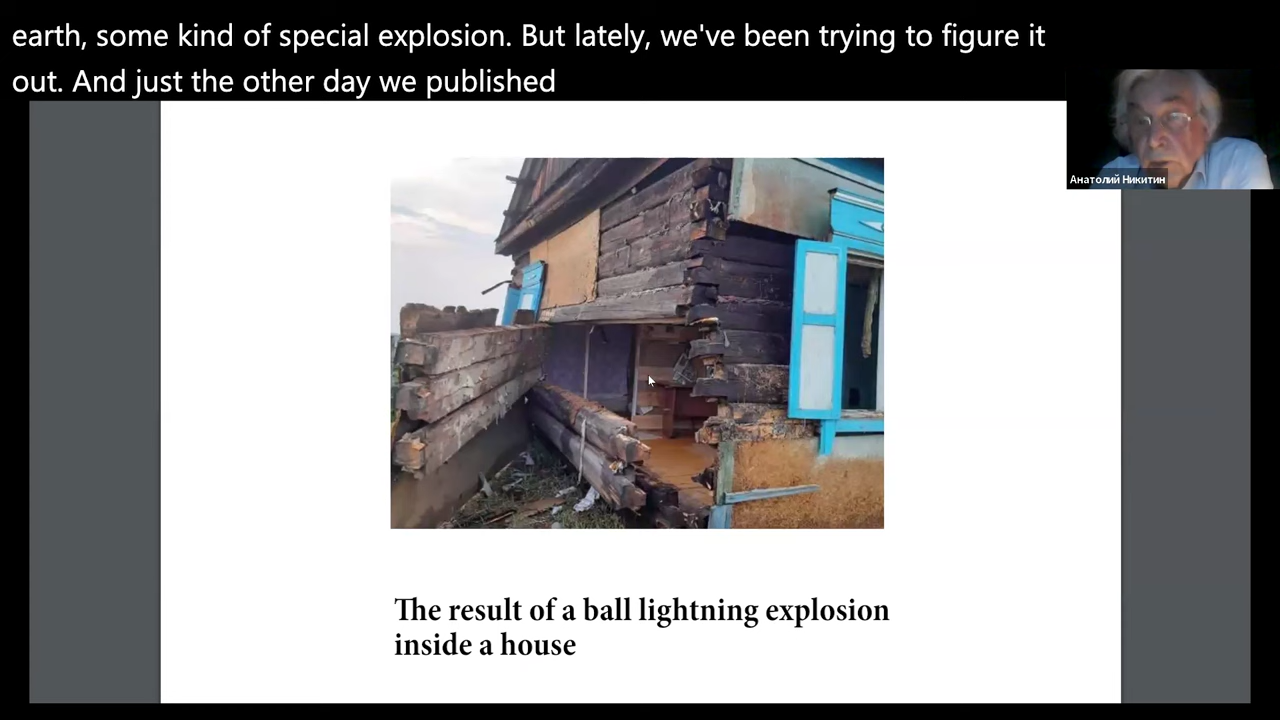 earth, some kind of special explosion. But lately, we've been trying to figure it
out. And just the other day we published
Анатолий Никитин
The result of a ball lightning explosion
inside a house